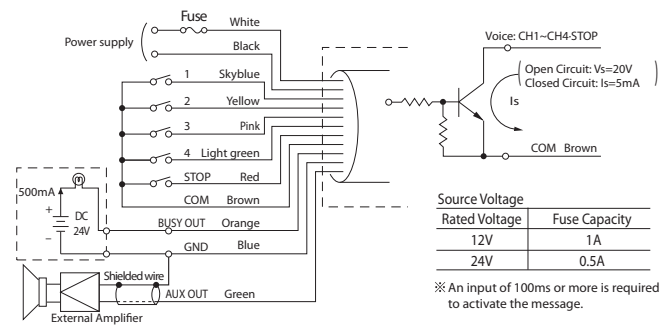 Fuse
White
Power supply
Black
1 Skyblue
2 Yellow
3 Pink
4 Light green
STOP Red
COM Brown
500mA
+
DC
24V
−
BUSY OUT Orange
GND Blue
Shielded wire
AUX OUT Green
External Amplifier
Voice: CH1~CH4·STOP
Open Circuit: Vs=20V
Closed Circuit: Is=5mA
Is
COM Brown
Source Voltage
Rated Voltage Fuse Capacity
12V 1A
24V 0.5A
※ An input of 100ms or more is required
to activate the message.